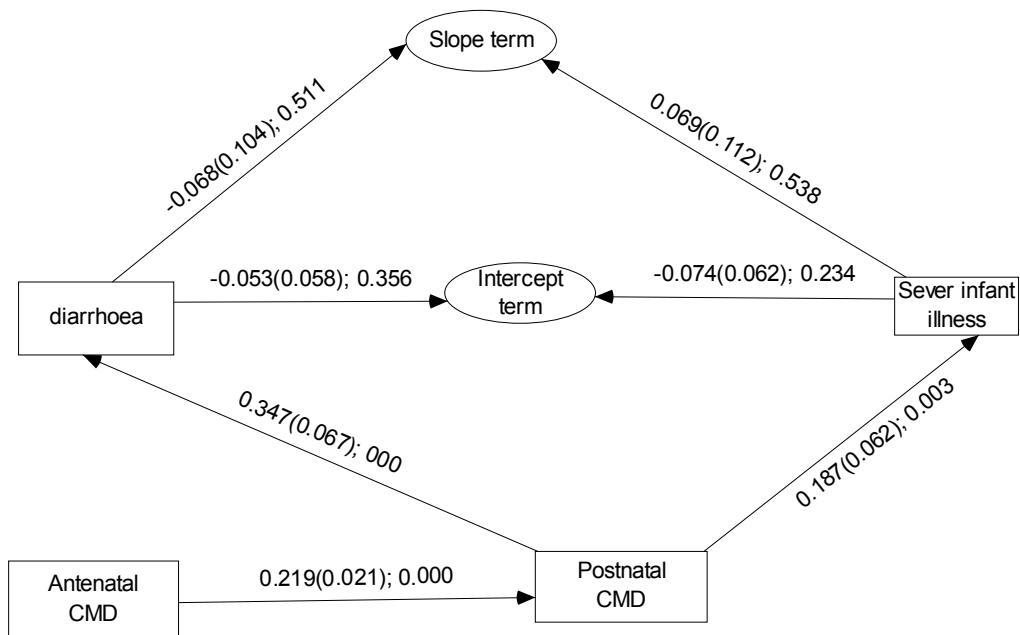 Slope term
-0.068(0.104); 0.511
0.069(0.112); 0.538
-0.053(0.058); 0.356
Intercept
term
-0.074(0.062); 0.234
diarrhoea
Sever infant
illness
0.347(0.067); 000
0.187(0.062); 0.003
Antenatal
CMD
0.219(0.021); 0.000
Postnatal
CMD